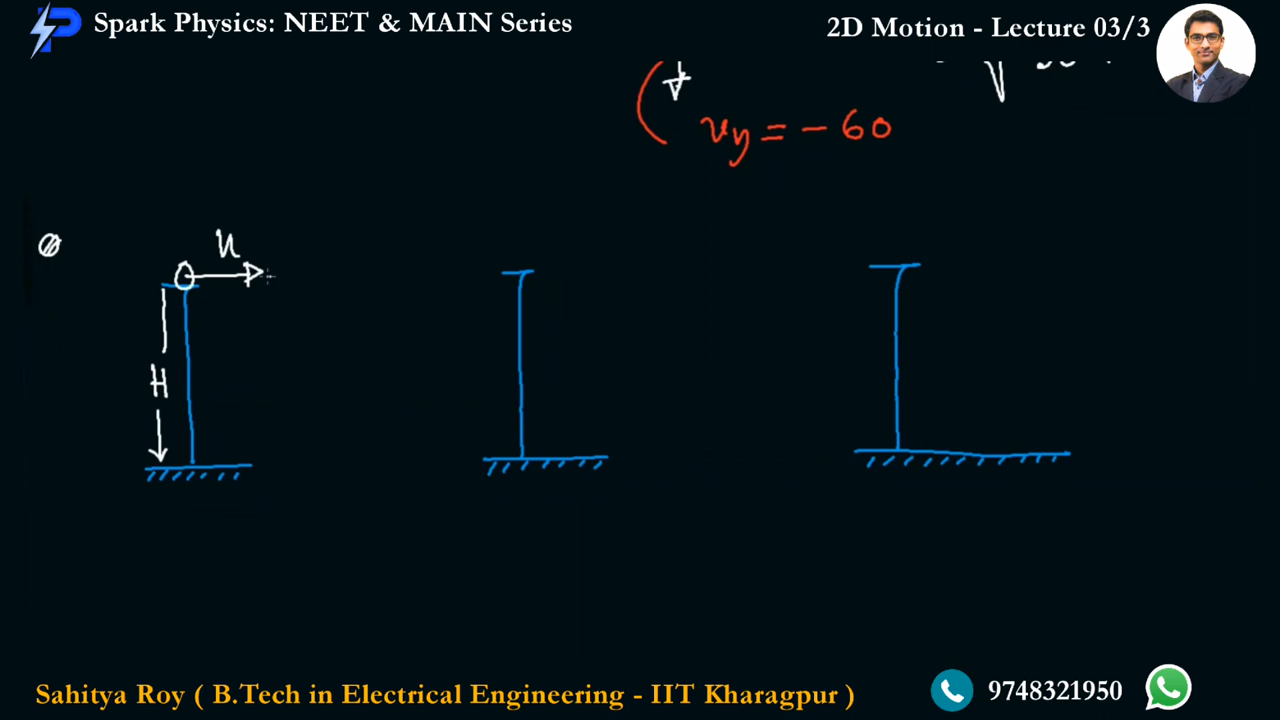 Spark Physics: NEET & MAIN Series
2D Motion - Lecture 03/3
vy = - 60
u
H
Sahitya Roy ( B.Tech in Electrical Engineering - IIT Kharagpur )
9748321950